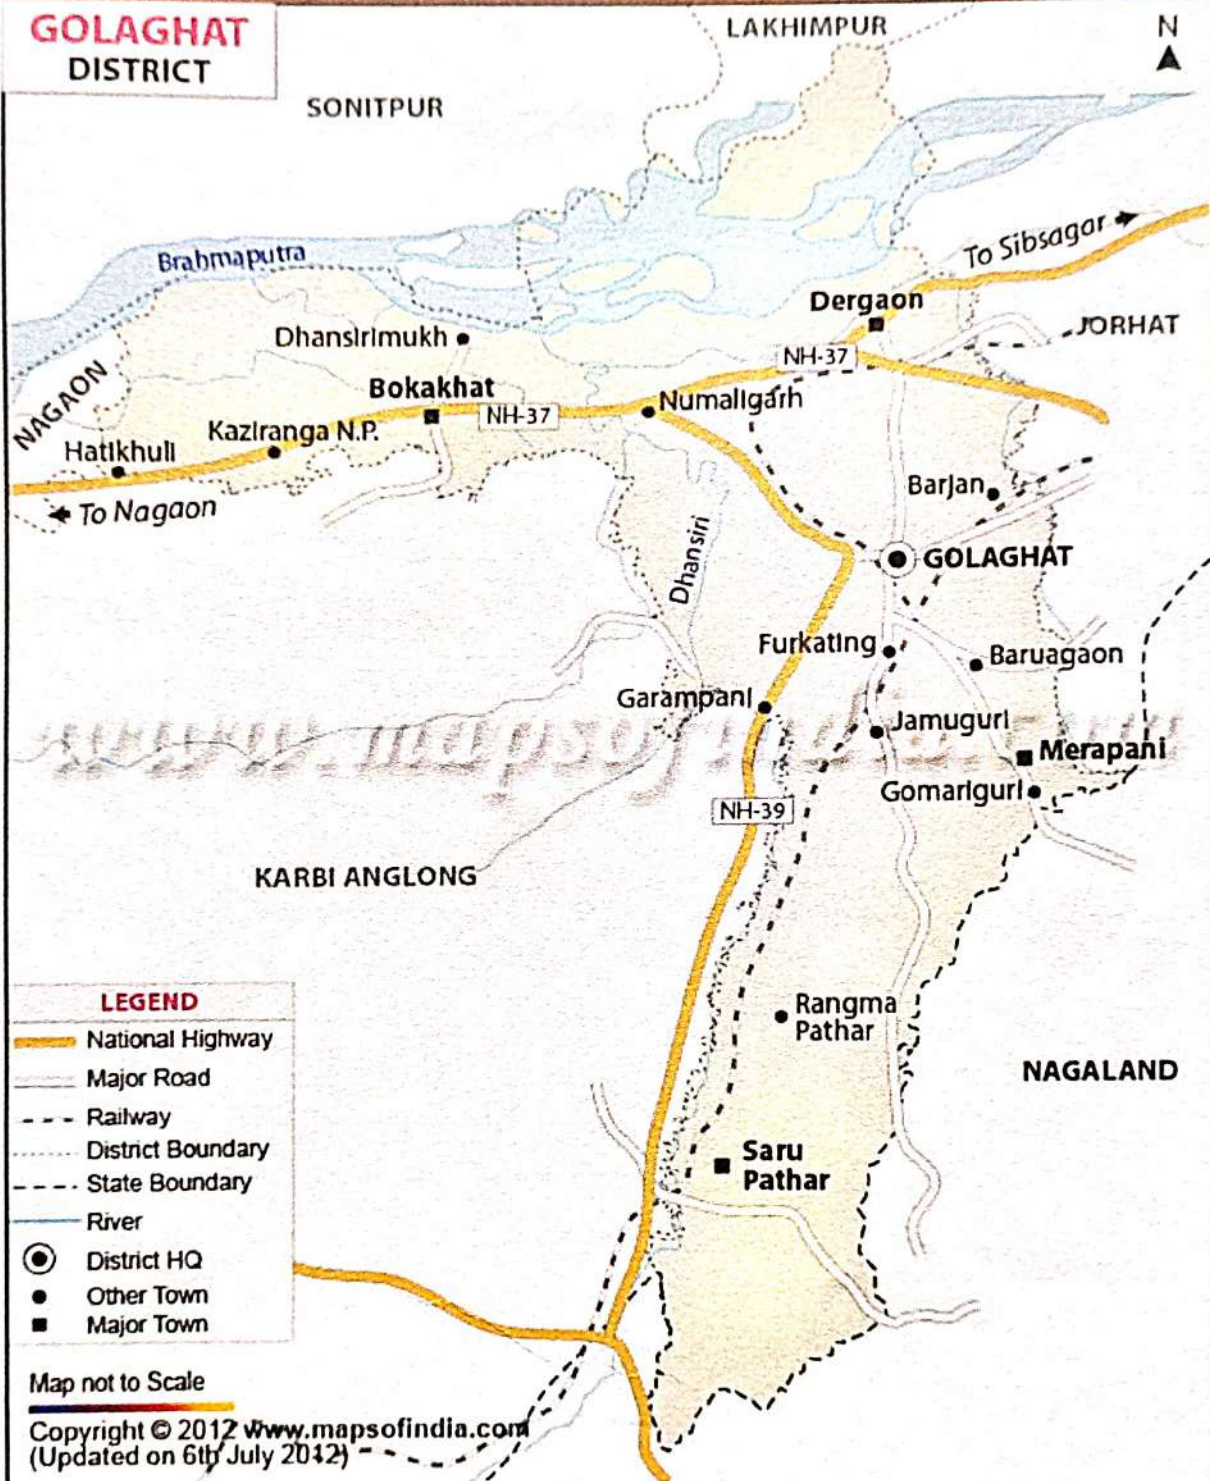 GOLAGHAT
DISTRICT
LAKHIMPUR
N
SONITPUR
Brahmaputra
To Sibsagar
Dergaon
JORHAT
Dhansirimukh
NH-37
NAGAON
Bokakhat
NH-37
Numaligarh
Kaziranga N.P.
Hatikhuli
To Nagaon
Barjan
Dhansiri
GOLAGHAT
Furkating
Baruagaon
Garampani
Jamuguri
www.mapsofindia.com
Merapani
Gomariguri
NH-39
KARBI ANGLONG
Rangma
Pathar
NAGALAND
Saru
Pathar
LEGEND
National Highway
Major Road
Railway
District Boundary
State Boundary
River
District HQ
Other Town
Major Town
Map not to Scale
Copyright © 2012 www.mapsofindia.com
(Updated on 6th July 2012)